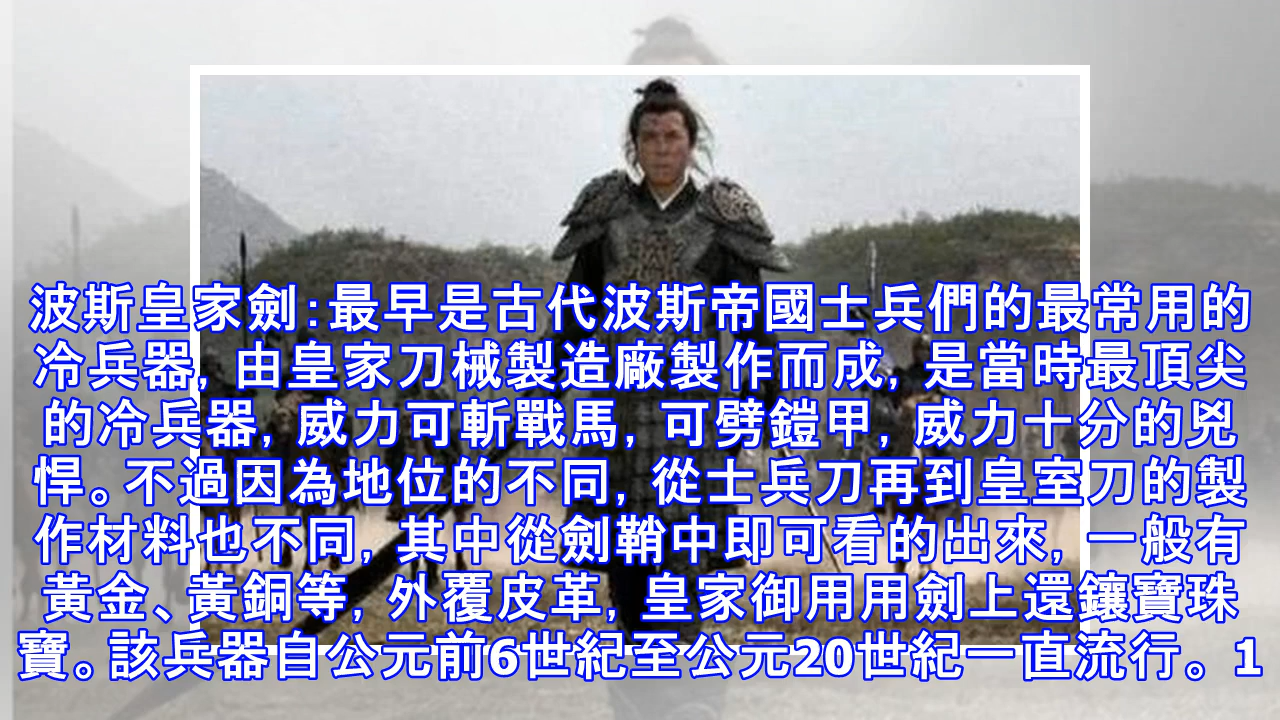 波斯皇家劍:最早是古代波斯帝國士兵們的最常用的
冷兵器, 由皇家刀械製造廠製作而成, 是當時最頂尖
的冷兵器, 威力可斬戰馬, 可劈鎧甲, 威力十分的兇
悍。不過因為地位的不同, 從士兵刀再到皇室刀的製
作材料也不同, 其中從劍鞘中即可看的出來, 一般有
黃金、黃銅等, 外覆皮革, 皇家御用用劍上還鑲寶珠
寶。該兵器自公元前6世紀至公元20世紀一直流行。1